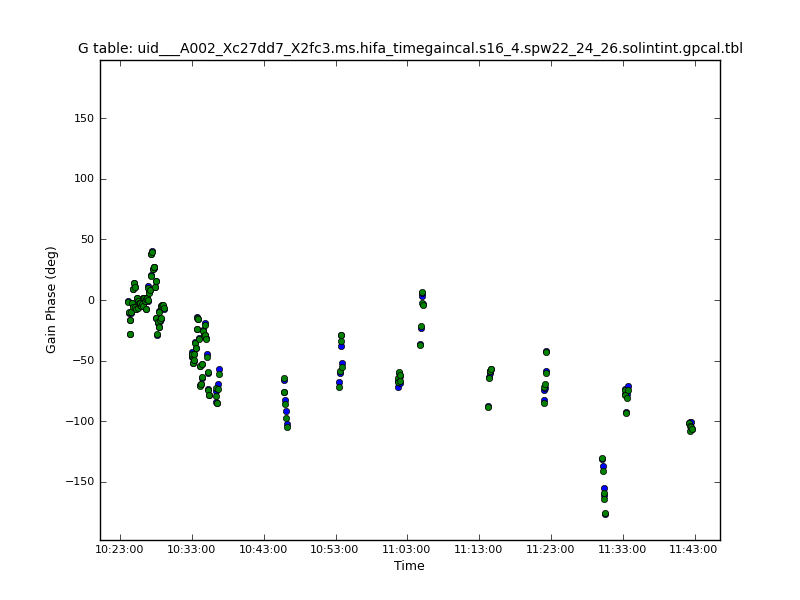 G table: uid___A002_Xc27dd7_X2fc3.ms.hifa_timegaincal.s16_4.spw22_24_26.solintint.gpcal.tbl
150
100
50
0
−50
−100
−150
Gain Phase (deg)
10:23:00 10:33:00 10:43:00 10:53:00 11:03:00 11:13:00 11:23:00 11:33:00 11:43:00
Time